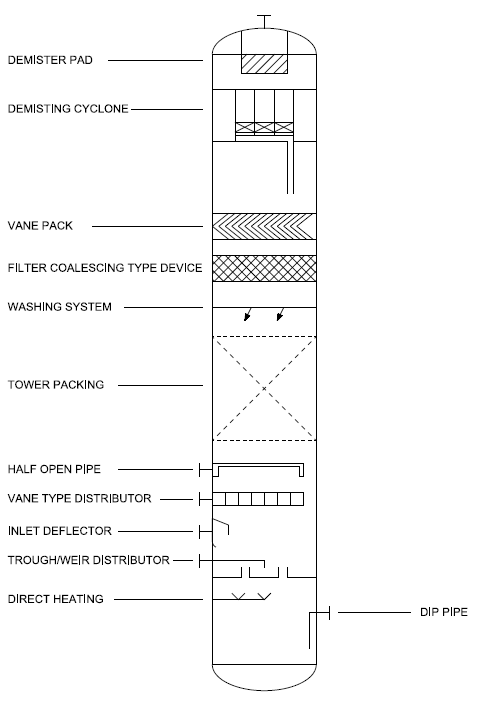 DEMISTER PAD
DEMISTING CYCLONE
VANE PACK
FILTER COALESCING TYPE DEVICE
WASHING SYSTEM
TOWER PACKING
HALF OPEN PIPE
VANE TYPE DISTRIBUTOR
INLET DEFLECTOR
TROUGH/WEIR DISTRIBUTOR
DIRECT HEATING
DIP PIPE